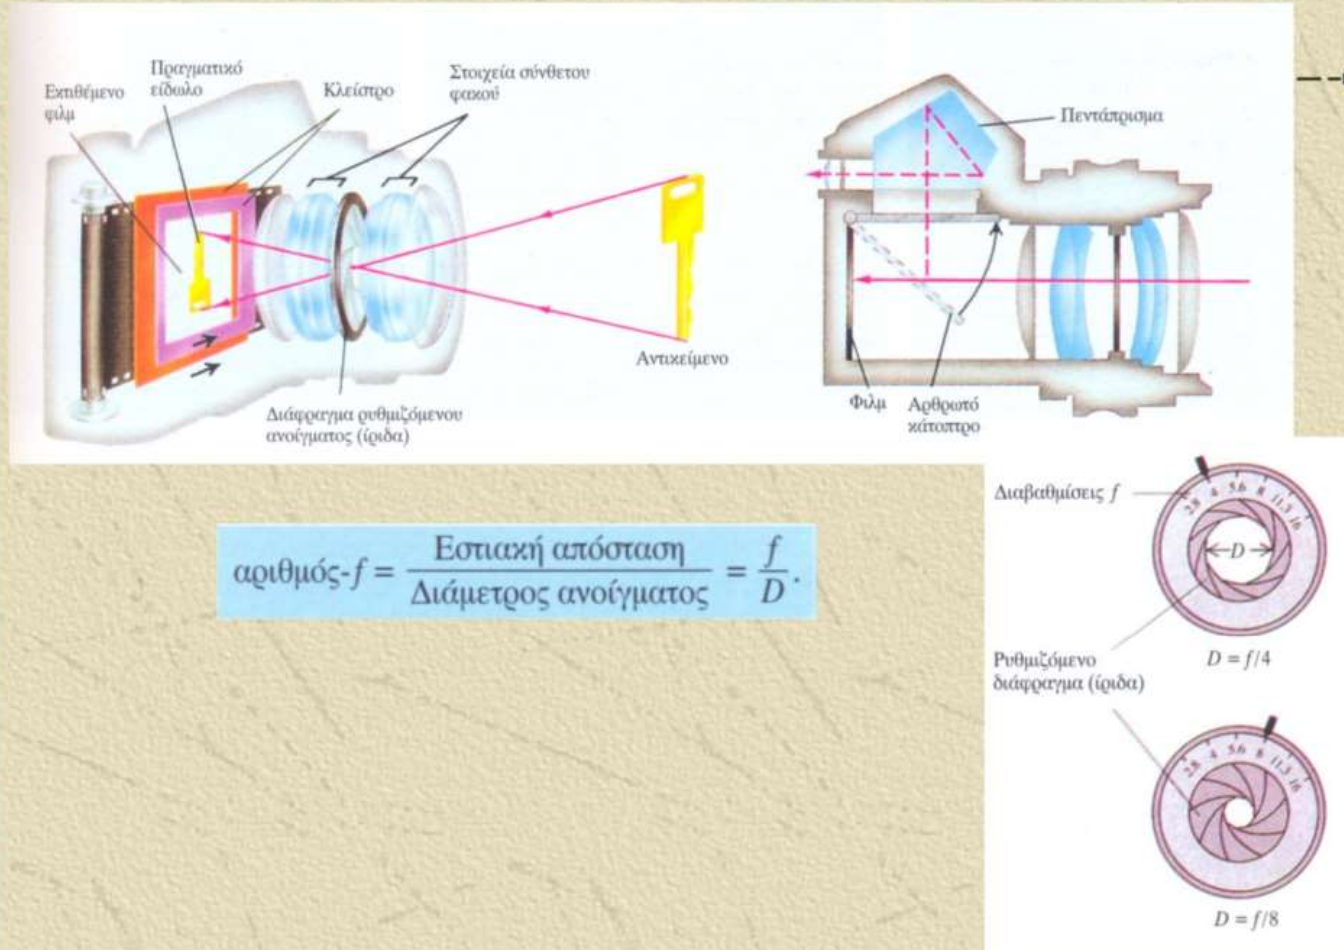 Εκτιθέμενο
φιλμ
Πραγματικό
είδωλο
Κλείστρο
Στοιχεία σύνθετου
φακού
Αντικείμενο
Διάφραγμα ρυθμιζόμενου
ανοίγματος (ίριδα)
Πεντάπρισμα
Φιλμ
Αρθρωτό
κάτοπτρο
αριθμός-f = Εστιακή απόσταση / Διάμετρος ανοίγματος = f / D .
Διαβαθμίσεις f
2.8 4 5.6 8 11.3 16
D
D = f/4
Ρυθμιζόμενο
διάφραγμα (ίριδα)
2.8 4 5.6 8 11.3 16
D = f/8